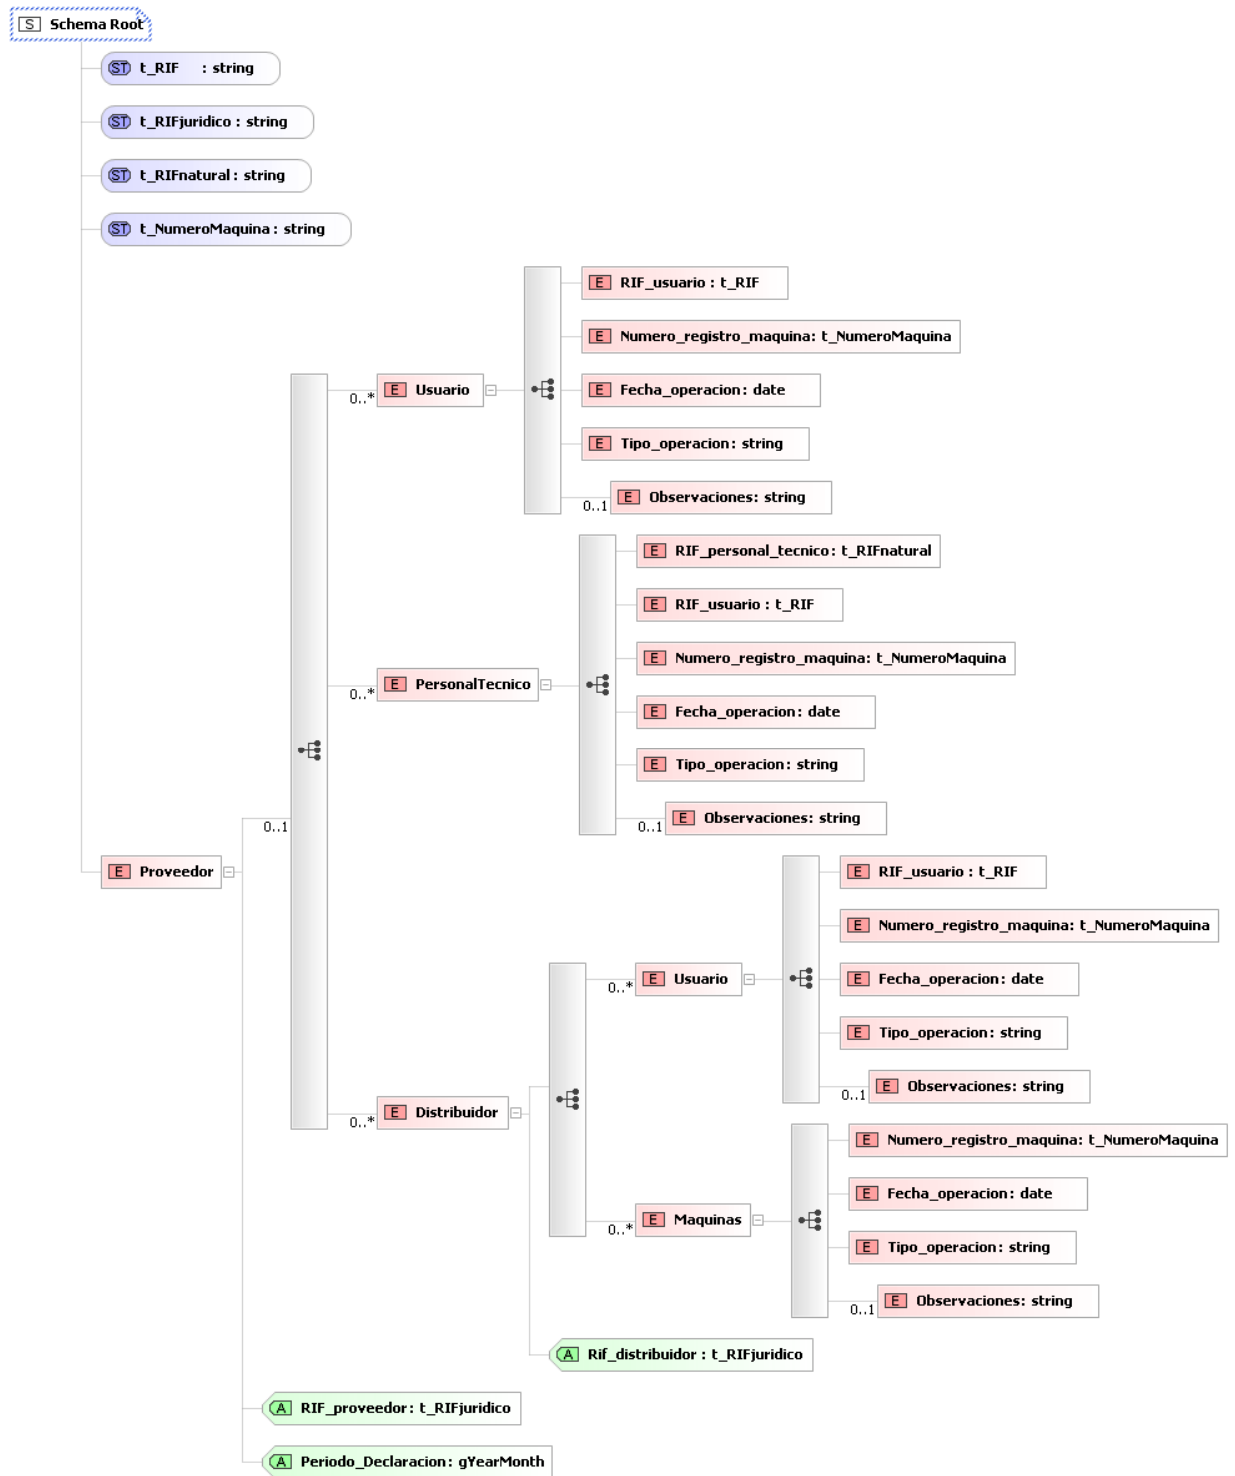 S Schema Root
ST t_RIF : string
ST t_RIFjuridico : string
ST t_RIFnatural : string
ST t_NumeroMaquina : string
E RIF_usuario : t_RIF
E Numero_registro_maquina: t_NumeroMaquina
0..* E Usuario
E Fecha_operacion: date
E Tipo_operacion: string
0..1 E Observaciones: string
E RIF_personal_tecnico: t_RIFnatural
E RIF_usuario : t_RIF
E Numero_registro_maquina: t_NumeroMaquina
0..* E PersonalTecnico
E Fecha_operacion: date
E Tipo_operacion: string
0..1 E Observaciones: string
0..1
E Proveedor
E RIF_usuario : t_RIF
E Numero_registro_maquina: t_NumeroMaquina
0..* E Usuario
E Fecha_operacion: date
E Tipo_operacion: string
0..1 E Observaciones: string
0..* E Distribuidor
E Numero_registro_maquina: t_NumeroMaquina
E Fecha_operacion: date
0..* E Maquinas
E Tipo_operacion: string
0..1 E Observaciones: string
A Rif_distribuidor : t_RIFjuridico
A RIF_proveedor: t_RIFjuridico
A Periodo_Declaracion: gYearMonth